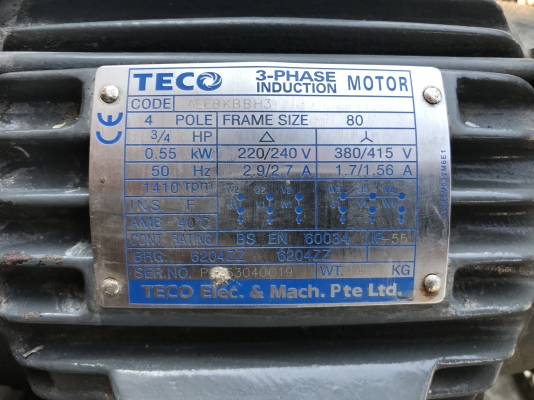 TECO 3-PHASE INDUCTION MOTOR
CODE
4 POLE FRAME SIZE 80
3/4 HP △ ⅄
0.55 kW 220/240 V 380/415 V
50 Hz 2.9/2.7 A 1.7/1.56 A
1410 rpm
INS. F
AMB 40°C
CONT. RATING BS EN 60034 IP-55
BRG. 6204ZZ 6204ZZ
SERIAL NO. WT. KG
TECO Elec. & Mach. Pte Ltd.
CE